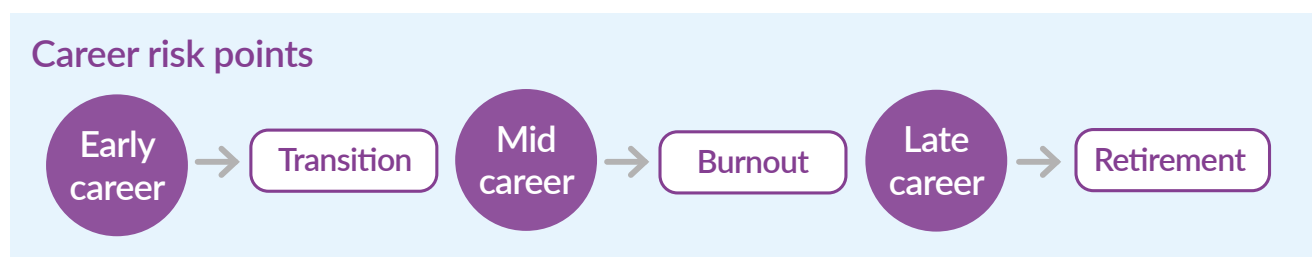 Career risk points
Early
career
Transition
Mid
career
Burnout
Late
career
Retirement